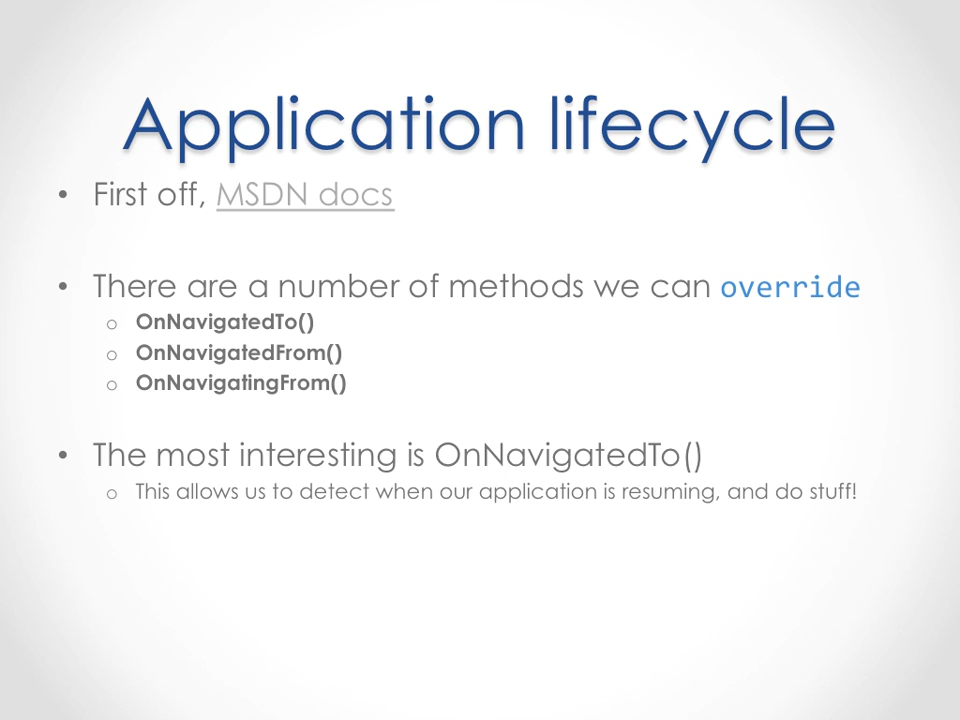 Application lifecycle
• First off, MSDN docs
• There are a number of methods we can override
o OnNavigatedTo()
o OnNavigatedFrom()
o OnNavigatingFrom()
• The most interesting is OnNavigatedTo()
o This allows us to detect when our application is resuming, and do stuff!